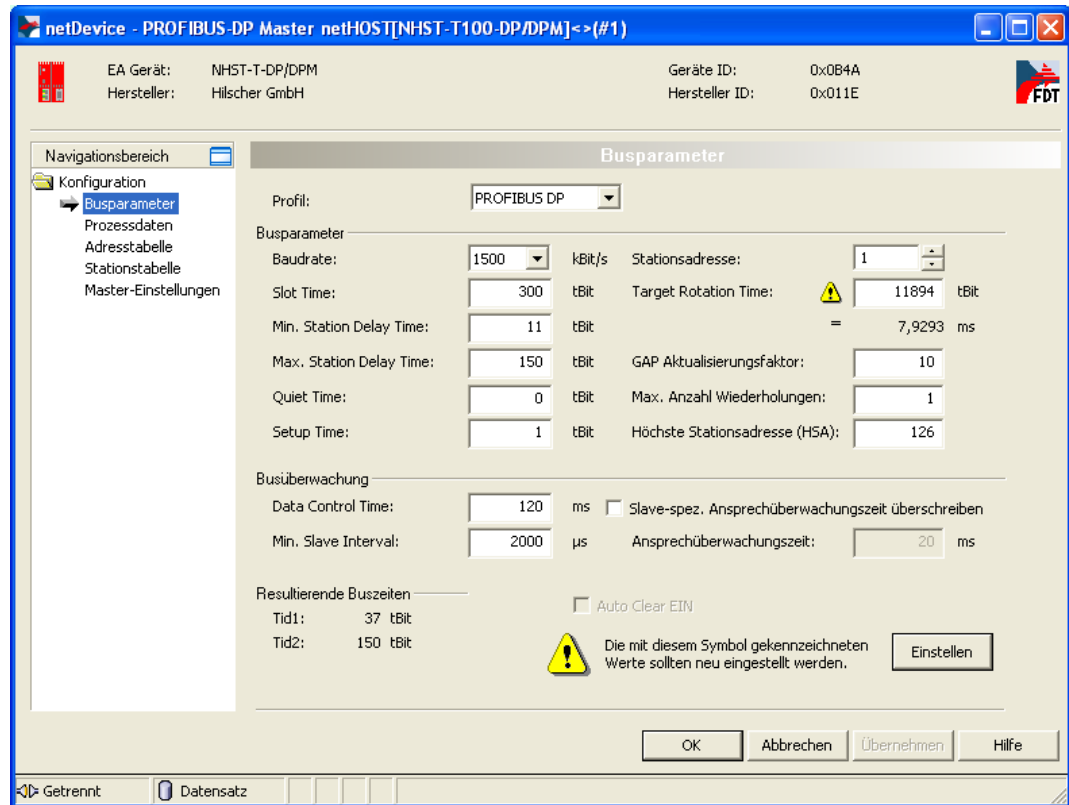 netDevice - PROFIBUS-DP Master netHOST[NHST-T100-DP/DPM]<>(#1)
EA Gerät: NHST-T-DP/DPM Geräte ID: 0x0B4A
Hersteller: Hilscher GmbH Hersteller ID: 0x011E
FDT
Navigationsbereich
Konfiguration
Busparameter
Prozessdaten
Adresstabelle
Stationstabelle
Master-Einstellungen
Busparameter
Profil: PROFIBUS DP
Busparameter
Baudrate: 1500 kBit/s Stationsadresse: 1
Slot Time: 300 tBit Target Rotation Time: 11894 tBit
Min. Station Delay Time: 11 tBit = 7,9293 ms
Max. Station Delay Time: 150 tBit GAP Aktualisierungsfaktor: 10
Quiet Time: 0 tBit Max. Anzahl Wiederholungen: 1
Setup Time: 1 tBit Höchste Stationsadresse (HSA): 126
Busüberwachung
Data Control Time: 120 ms Slave-spez. Ansprechüberwachungszeit überschreiben
Min. Slave Interval: 2000 µs Ansprechüberwachungszeit: 20 ms
Resultierende Buszeiten
Auto Clear EIN
Tid1: 37 tBit
Tid2: 150 tBit
Die mit diesem Symbol gekennzeichneten
Werte sollten neu eingestellt werden.
Einstellen
OK Abbrechen Übernehmen Hilfe
Getrennt Datensatz